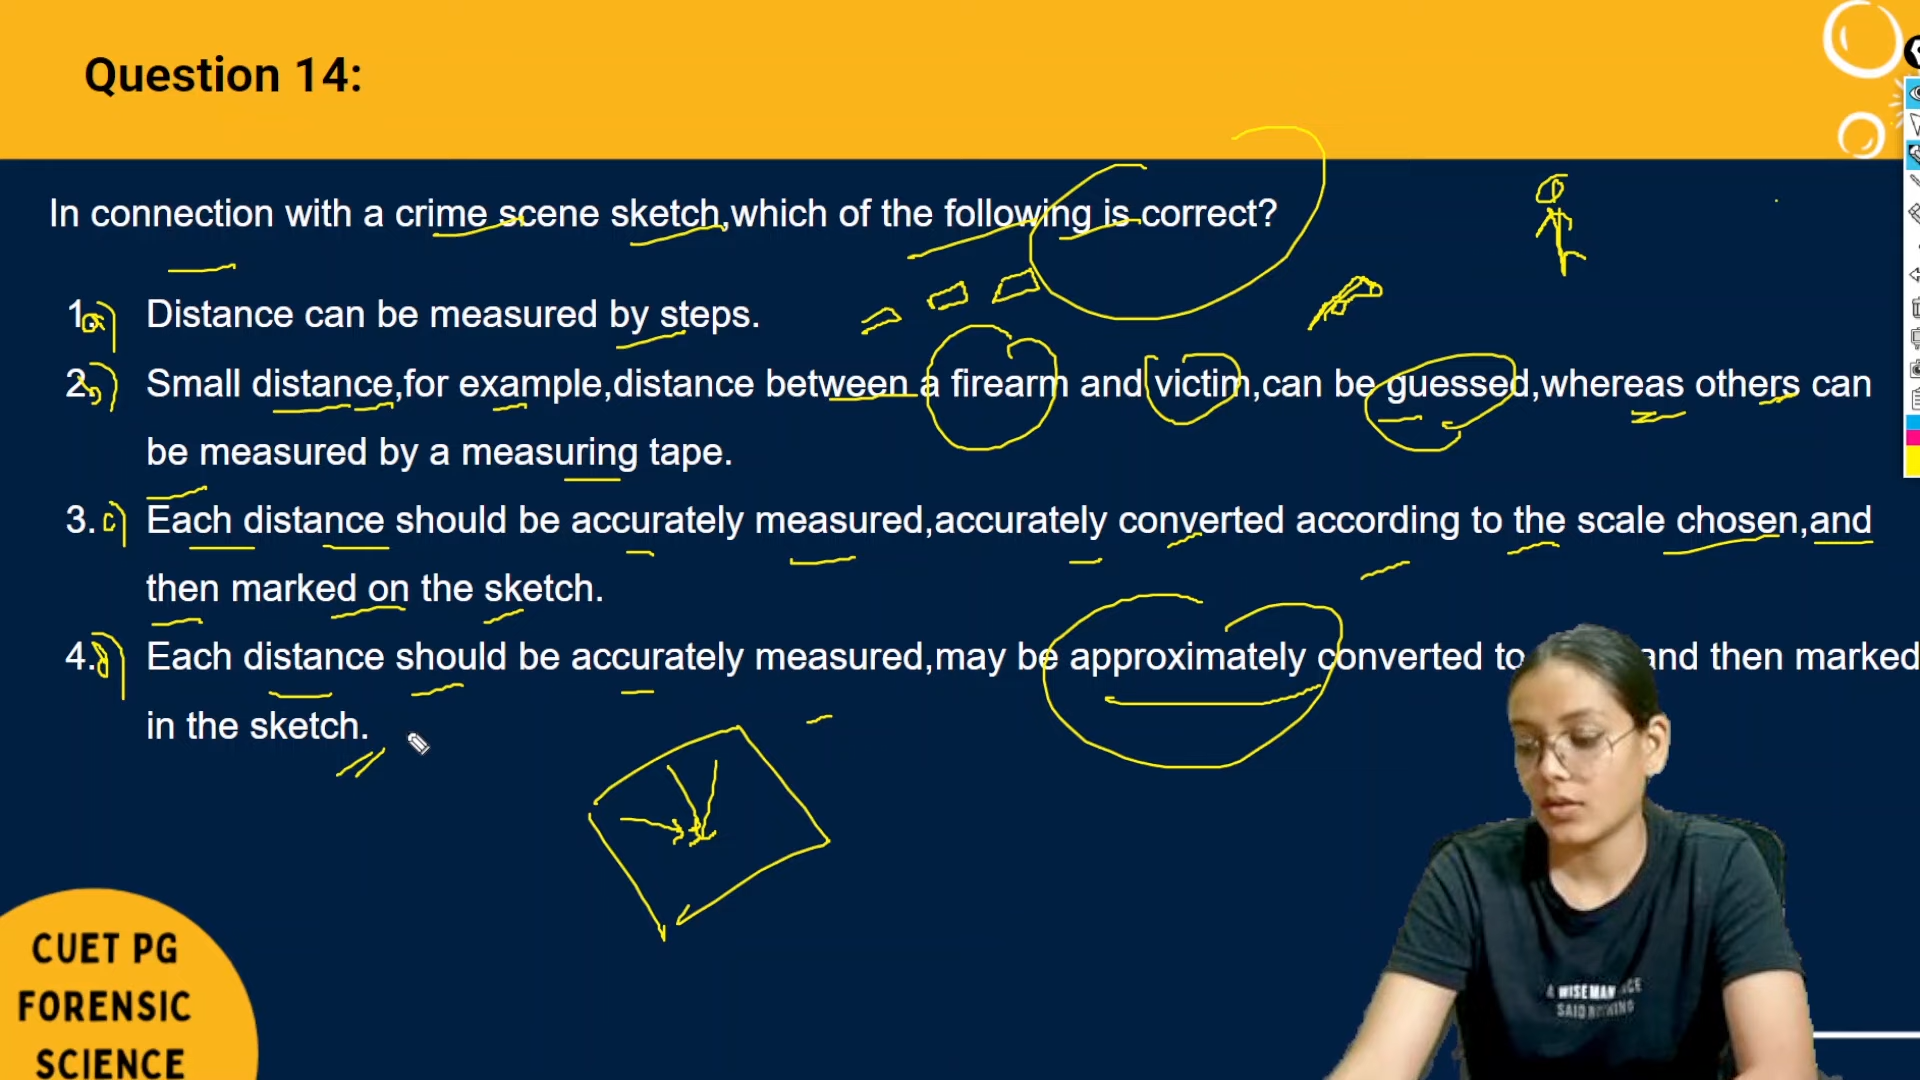 Question 14:
In connection with a crime scene sketch,which of the following is correct?
1. a) Distance can be measured by steps.
2. b) Small distance,for example,distance between a firearm and victim,can be guessed,whereas others can
be measured by a measuring tape.
3. c) Each distance should be accurately measured,accurately converted according to the scale chosen,and
then marked on the sketch.
4. d) Each distance should be accurately measured,may be approximately converted to and then marked
in the sketch.
CUET PG
FORENSIC
SCIENCE
A WISE MAN
SAID NOTHING